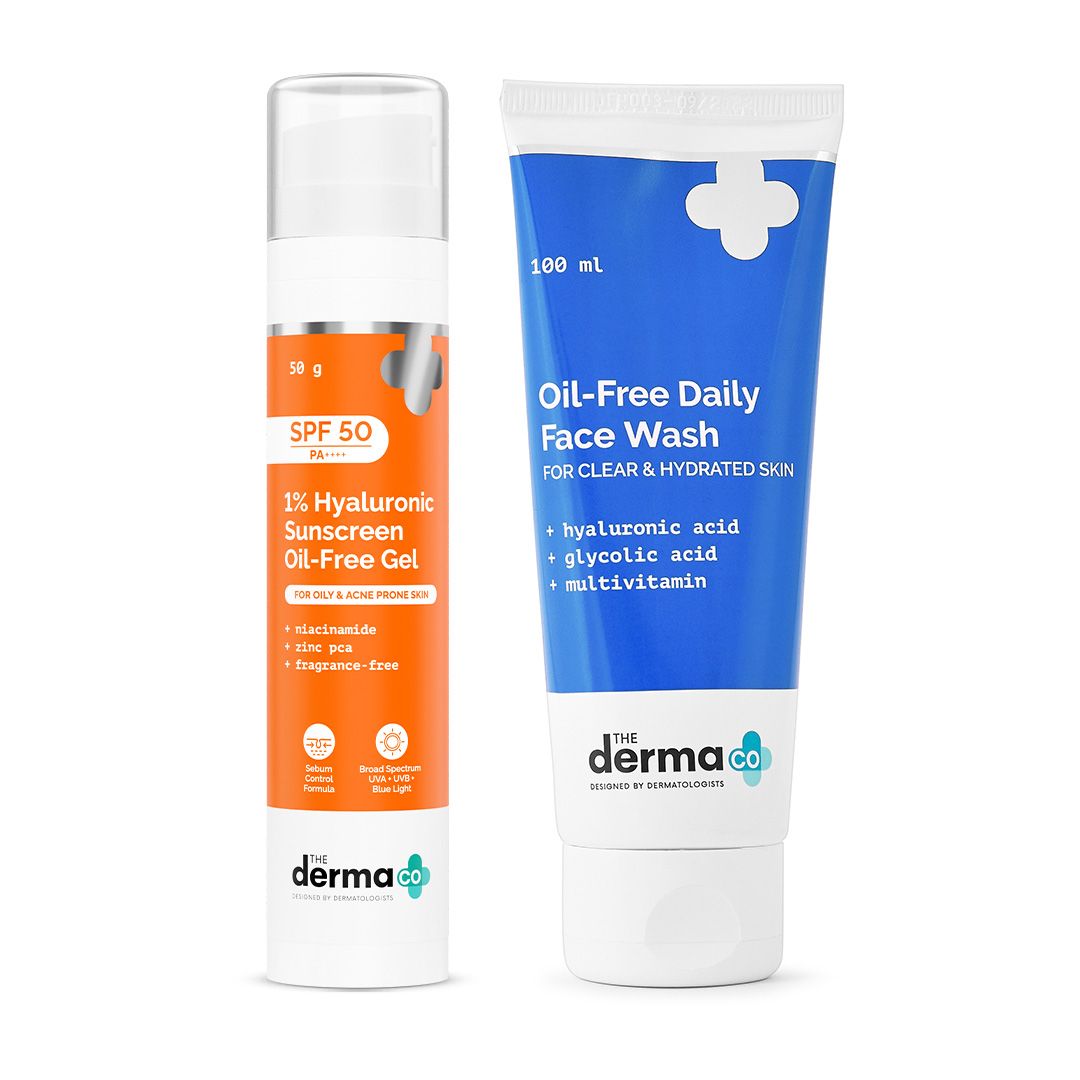 50 g
SPF 50
PA++++
1% Hyaluronic
Sunscreen
Oil-Free Gel
FOR OILY & ACNE PRONE SKIN
+ niacinamide
+ zinc pca
+ fragrance-free
Sebum
Control
Formula
Broad Spectrum
UVA + UVB +
Blue Light
THE
derma co
DESIGNED BY DERMATOLOGISTS
100 ml
Oil-Free Daily
Face Wash
FOR CLEAR & HYDRATED SKIN
+ hyaluronic acid
+ glycolic acid
+ multivitamin
THE
derma co
DESIGNED BY DERMATOLOGISTS